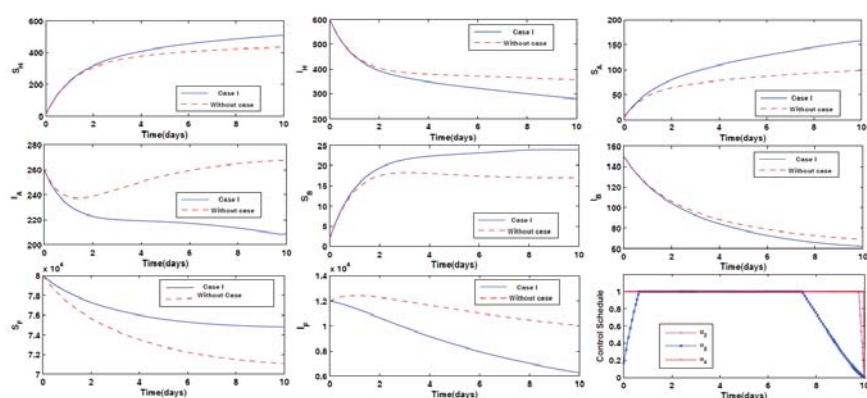 600
400
200
0
S_H
Case I
Without case
0 2 4 6 8 10
Time(days)
600
500
400
300
200
I_H
Case I
Without case
0 2 4 6 8 10
Time(days)
200
150
100
50
0
S_A
Case I
Without case
0 2 4 6 8 10
Time(days)
280
260
240
220
200
I_A
Case I
Without case
0 2 4 6 8 10
Time(days)
25
20
15
10
5
0
S_B
Case I
Without case
0 2 4 6 8 10
Time(days)
160
140
120
100
80
60
I_B
Case I
Without case
0 2 4 6 8 10
Time(days)
x 10^4
8
7.8
7.6
7.4
7.2
7
S_F
Case I
Without Case
0 2 4 6 8 10
Time(days)
x 10^4
1.4
1.2
1
0.8
0.6
I_F
Case I
Without case
0 2 4 6 8 10
Time(days)
1
0.8
0.6
0.4
0.2
0
Control Schedule
u_4
0 2 4 6 8 10
Time(days)